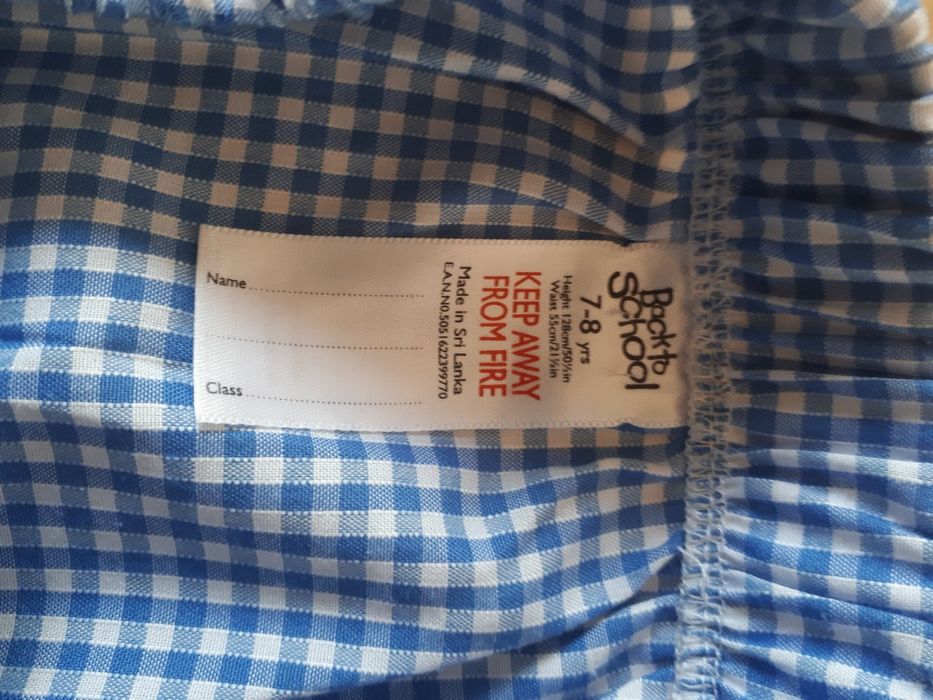 Back to
School
7-8 yrs
Height 128cm/50½in
Waist 55cm/21½in
KEEP AWAY
FROM FIRE
Made in Sri Lanka
E.A.N.NO.5051622399770
Name
Class